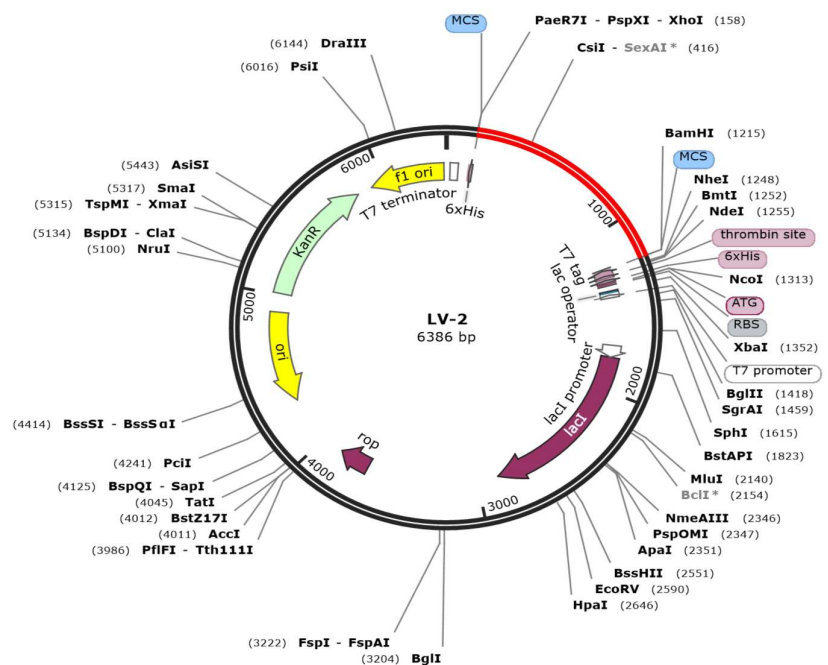 MCS
PaeR7I - PspXI - XhoI (158)
(6144) DraIII
CsiI - SexAI * (416)
(6016) PsiI
BamHI (1215)
MCS
(5443) AsiSI
NheI (1248)
(5317) SmaI
BmtI (1252)
(5315) TspMI - XmaI
NdeI (1255)
thrombin site
(5134) BspDI - ClaI
6xHis
(5100) NruI
NcoI (1313)
ATG
RBS
XbaI (1352)
T7 promoter
BglII (1418)
SgrAI (1459)
SphI (1615)
(4414) BssSI - BssSαI
BstAPI (1823)
(4241) PciI
MluI (2140)
(4125) BspQI - SapI
BclI * (2154)
(4045) TatI
NmeAIII (2346)
(4012) BstZ17I
PspOMI (2347)
(4011) AccI
ApaI (2351)
(3986) PflFI - Tth111I
BssHII (2551)
EcoRV (2590)
HpaI (2646)
(3222) FspI - FspAI
(3204) BglI
6000
f1 ori
T7 terminator
6xHis
1000
KanR
T7 tag
lac operator
5000
LV-2
6386 bp
ori
lacI promoter
lacI
2000
rop
4000
3000